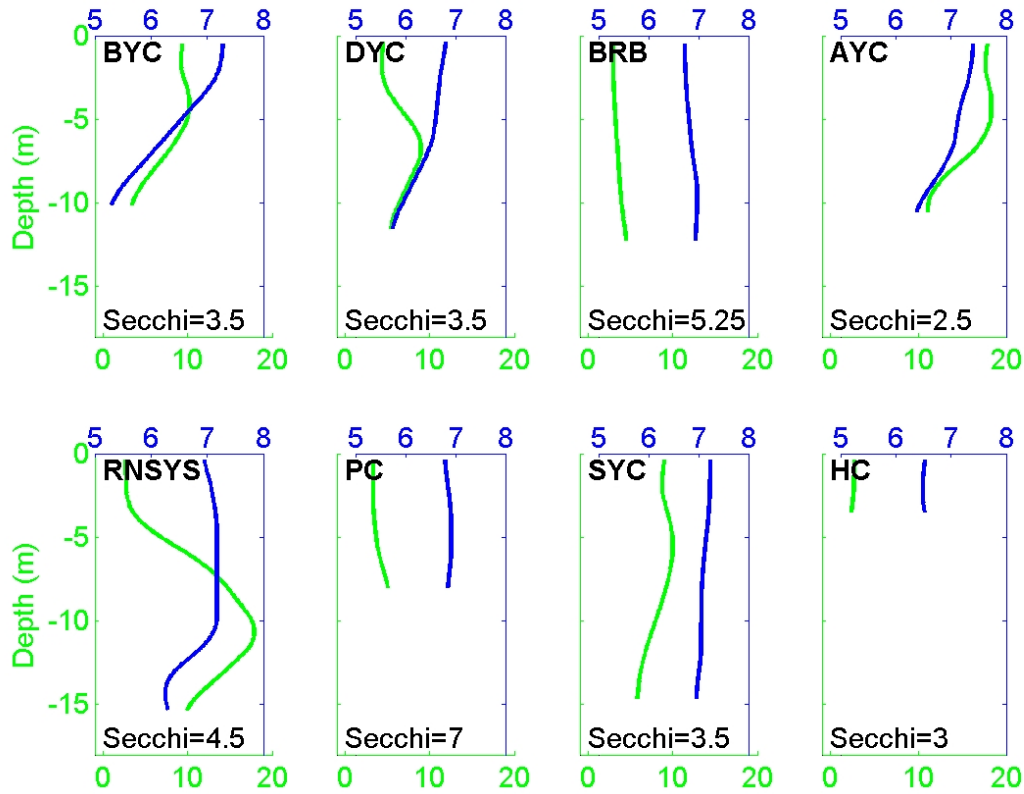 5 6 7 8 5 6 7 8 5 6 7 8 5 6 7 8
0 BYC DYC BRB AYC
-5
Depth (m)
-10
-15
Secchi=3.5 Secchi=3.5 Secchi=5.25 Secchi=2.5
0 10 20 0 10 20 0 10 20 0 10 20
5 6 7 8 5 6 7 8 5 6 7 8 5 6 7 8
0 RNSYS PC SYC HC
-5
Depth (m)
-10
-15
Secchi=4.5 Secchi=7 Secchi=3.5 Secchi=3
0 10 20 0 10 20 0 10 20 0 10 20